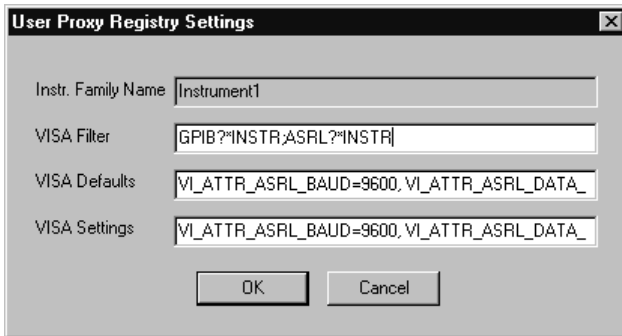 User Proxy Registry Settings
Instr. Family Name Instrument1
VISA Filter GPIB?*INSTR;ASRL?*INSTR
VISA Defaults VI_ATTR_ASRL_BAUD=9600, VI_ATTR_ASRL_DATA_
VISA Settings VI_ATTR_ASRL_BAUD=9600, VI_ATTR_ASRL_DATA_
OK Cancel